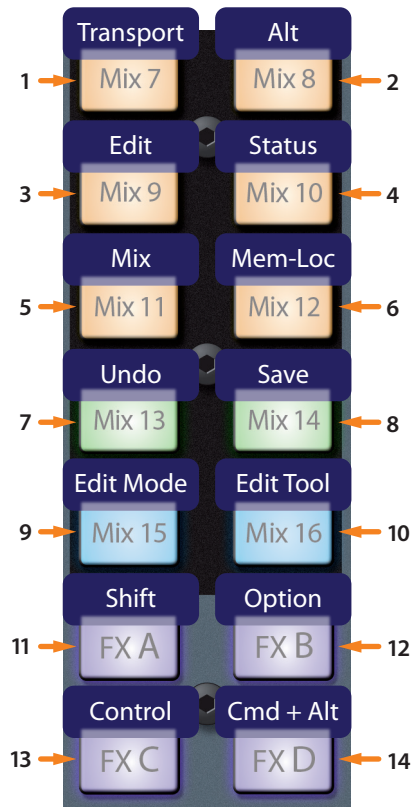 Transport Alt
1 Mix 7 Mix 8 2
Edit Status
3 Mix 9 Mix 10 4
Mix Mem-Loc
5 Mix 11 Mix 12 6
Undo Save
7 Mix 13 Mix 14 8
Edit Mode Edit Tool
9 Mix 15 Mix 16 10
Shift Option
11 FX A FX B 12
Control Cmd + Alt
13 FX C FX D 14